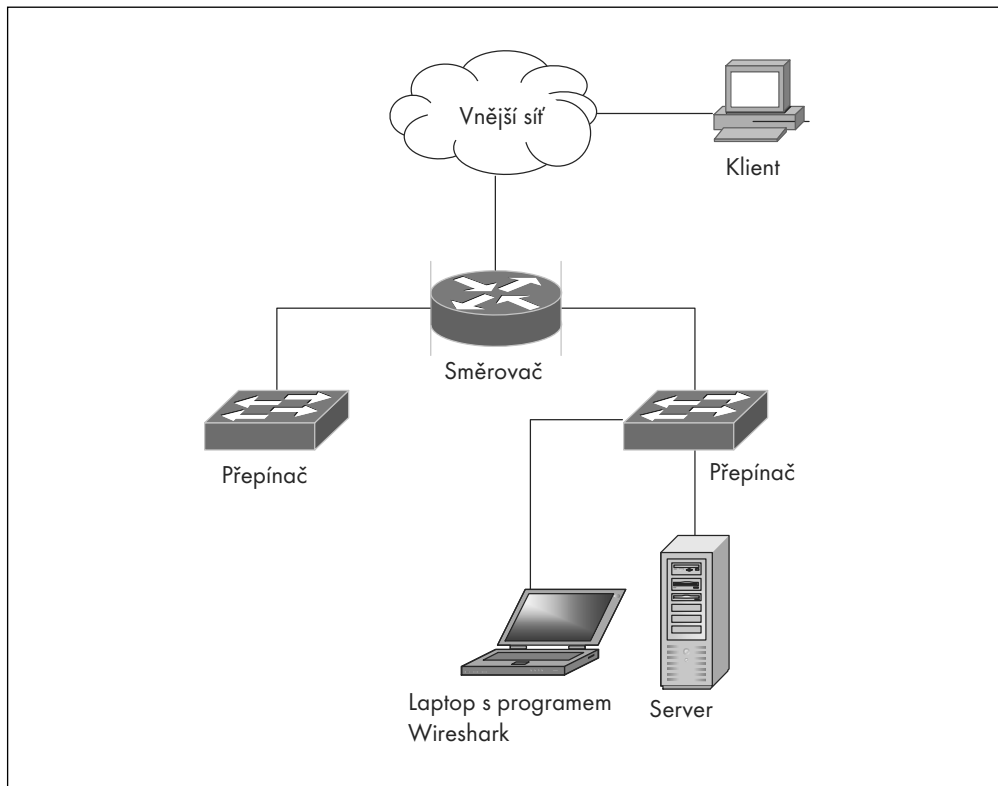 Vnější síť
Klient
Směrovač
Přepínač
Přepínač
Laptop s programem
Wireshark
Server